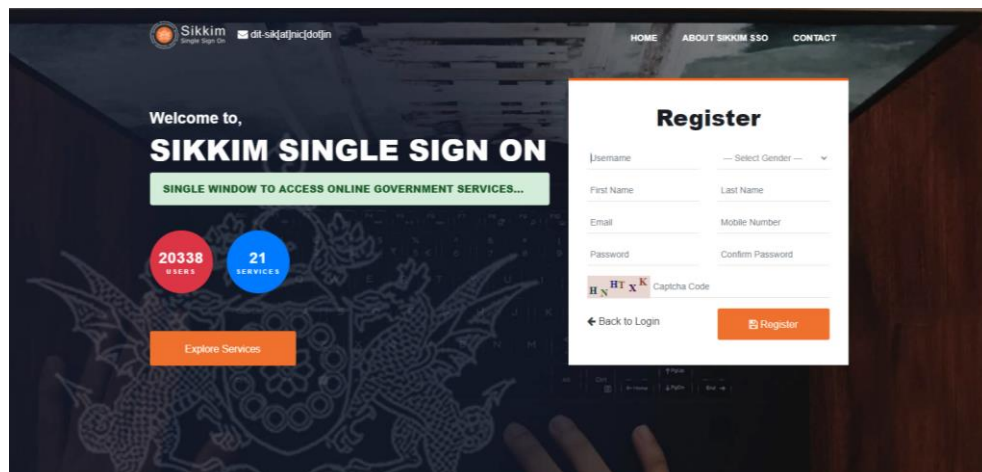 Sikkim
Single Sign On
dit-sik[at]nic[dot]in
HOME ABOUT SIKKIM SSO CONTACT
Welcome to,
SIKKIM SINGLE SIGN ON
SINGLE WINDOW TO ACCESS ONLINE GOVERNMENT SERVICES...
20338
USERS
21
SERVICES
Explore Services
Register
Username
--- Select Gender ---
First Name
Last Name
Email
Mobile Number
Password
Confirm Password
H N H T X K
Captcha Code
Back to Login
Register